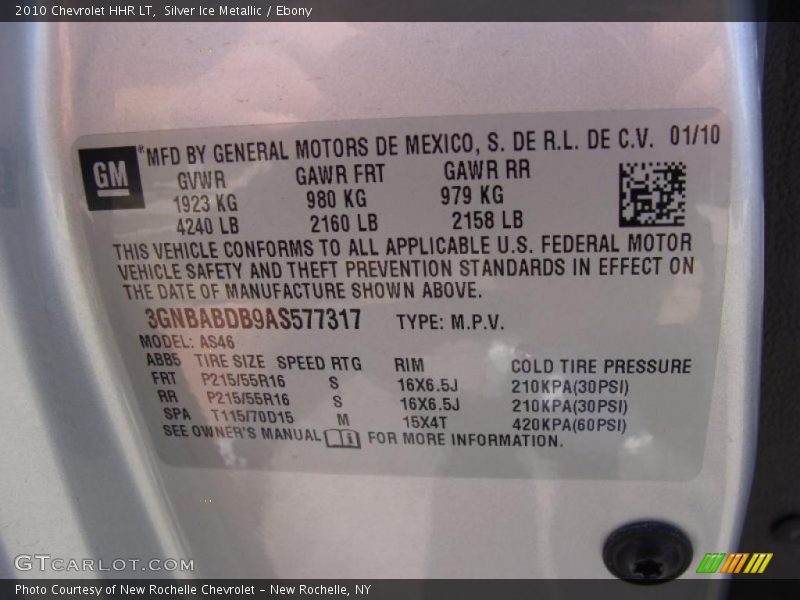 2010 Chevrolet HHR LT,  Silver Ice Metallic / Ebony
GM
*MFD BY GENERAL MOTORS DE MEXICO, S. DE R.L. DE C.V. 01/10
GVWR GAWR FRT GAWR RR
1923 KG 980 KG 979 KG
4240 LB 2160 LB 2158 LB
THIS VEHICLE CONFORMS TO ALL APPLICABLE U.S. FEDERAL MOTOR
VEHICLE SAFETY AND THEFT PREVENTION STANDARDS IN EFFECT ON
THE DATE OF MANUFACTURE SHOWN ABOVE.
3GNBABDB9AS577317 TYPE: M.P.V.
MODEL: AS46
ABB5 TIRE SIZE SPEED RTG RIM COLD TIRE PRESSURE
FRT P215/55R16 S 16X6.5J 210KPA(30PSI)
RR P215/55R16 S 16X6.5J 210KPA(30PSI)
SPA T115/70D15 M 15X4T 420KPA(60PSI)
SEE OWNER'S MANUAL FOR MORE INFORMATION.
GTCARLOT.COM
Photo Courtesy of New Rochelle Chevrolet – New Rochelle, NY